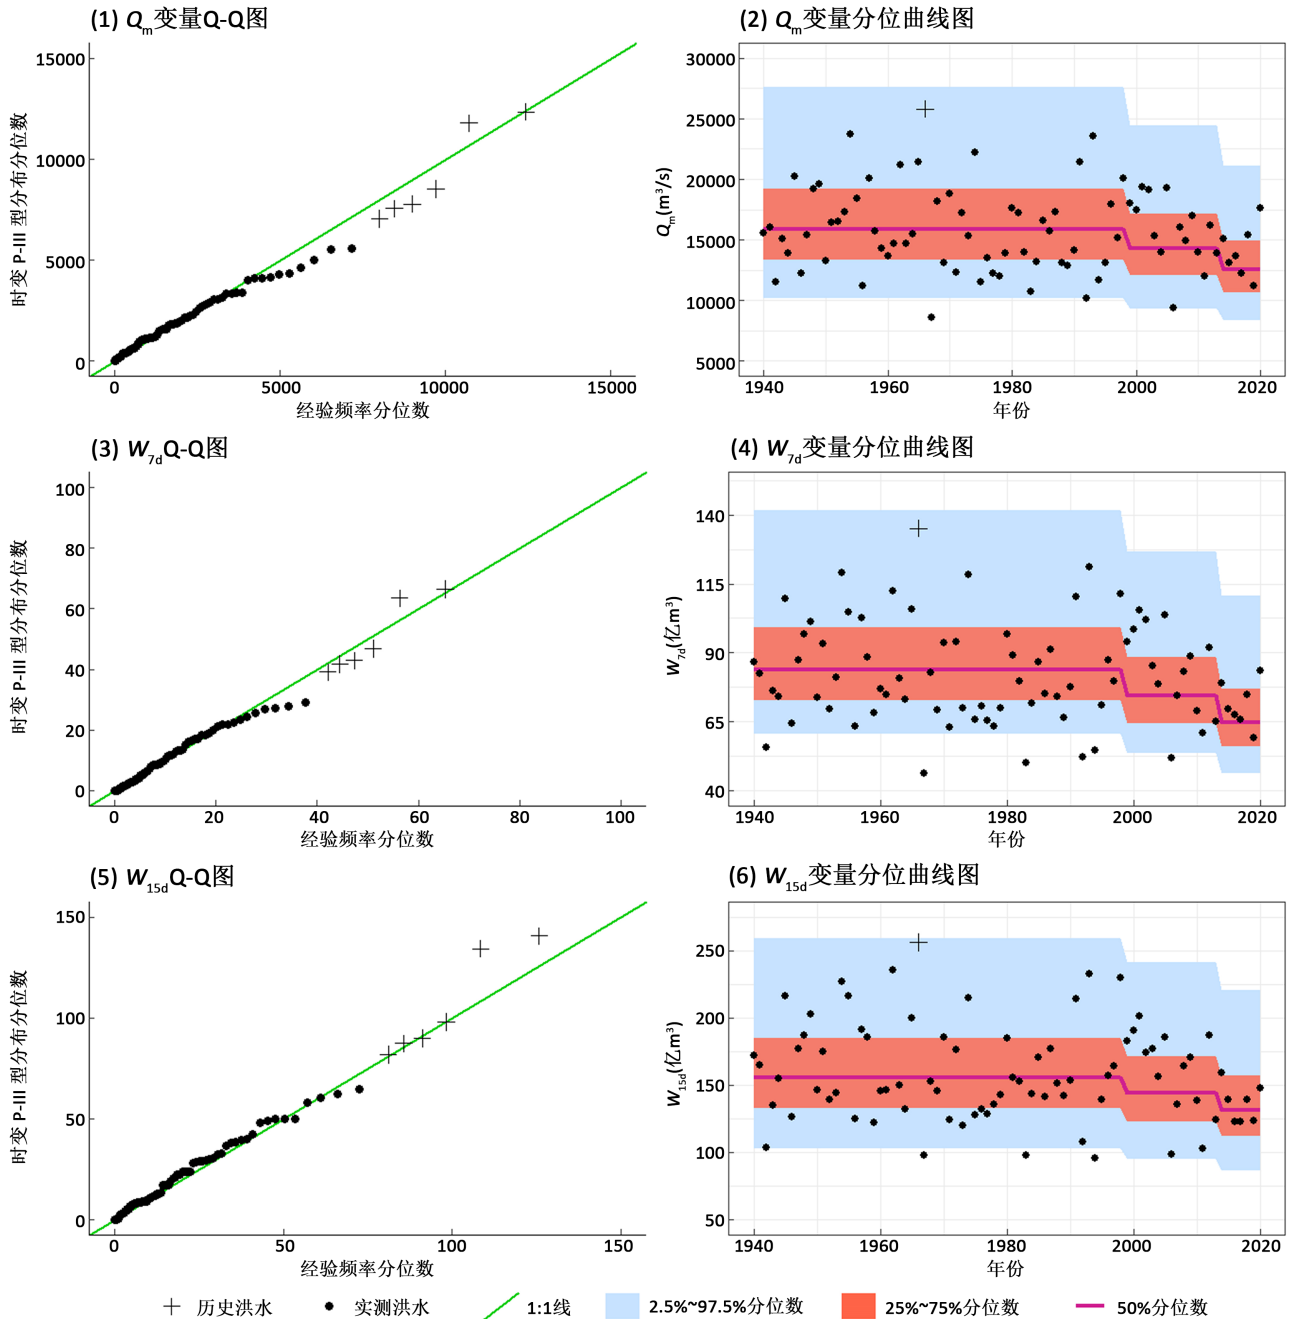 (1) Qm变量Q-Q图
15000
10000
5000
0
时变 P-III 型分布分位数
0 5000 10000 15000
经验频率分位数
(2) Qm变量分位曲线图
30000
25000
20000
15000
10000
5000
Qm(m³/s)
1940 1960 1980 2000 2020
年份
(3) W7dQ-Q图
100
80
60
40
20
0
时变 P-III 型分布分位数
0 20 40 60 80 100
经验频率分位数
(4) W7d变量分位曲线图
140
115
90
65
40
W7d(亿m³)
1940 1960 1980 2000 2020
年份
(5) W15dQ-Q图
150
100
50
0
时变 P-III 型分布分位数
0 50 100 150
经验频率分位数
(6) W15d变量分位曲线图
250
200
150
100
50
W15d(亿m³)
1940 1960 1980 2000 2020
年份
历史洪水 实测洪水 1:1线 2.5%~97.5%分位数 25%~75%分位数 50%分位数